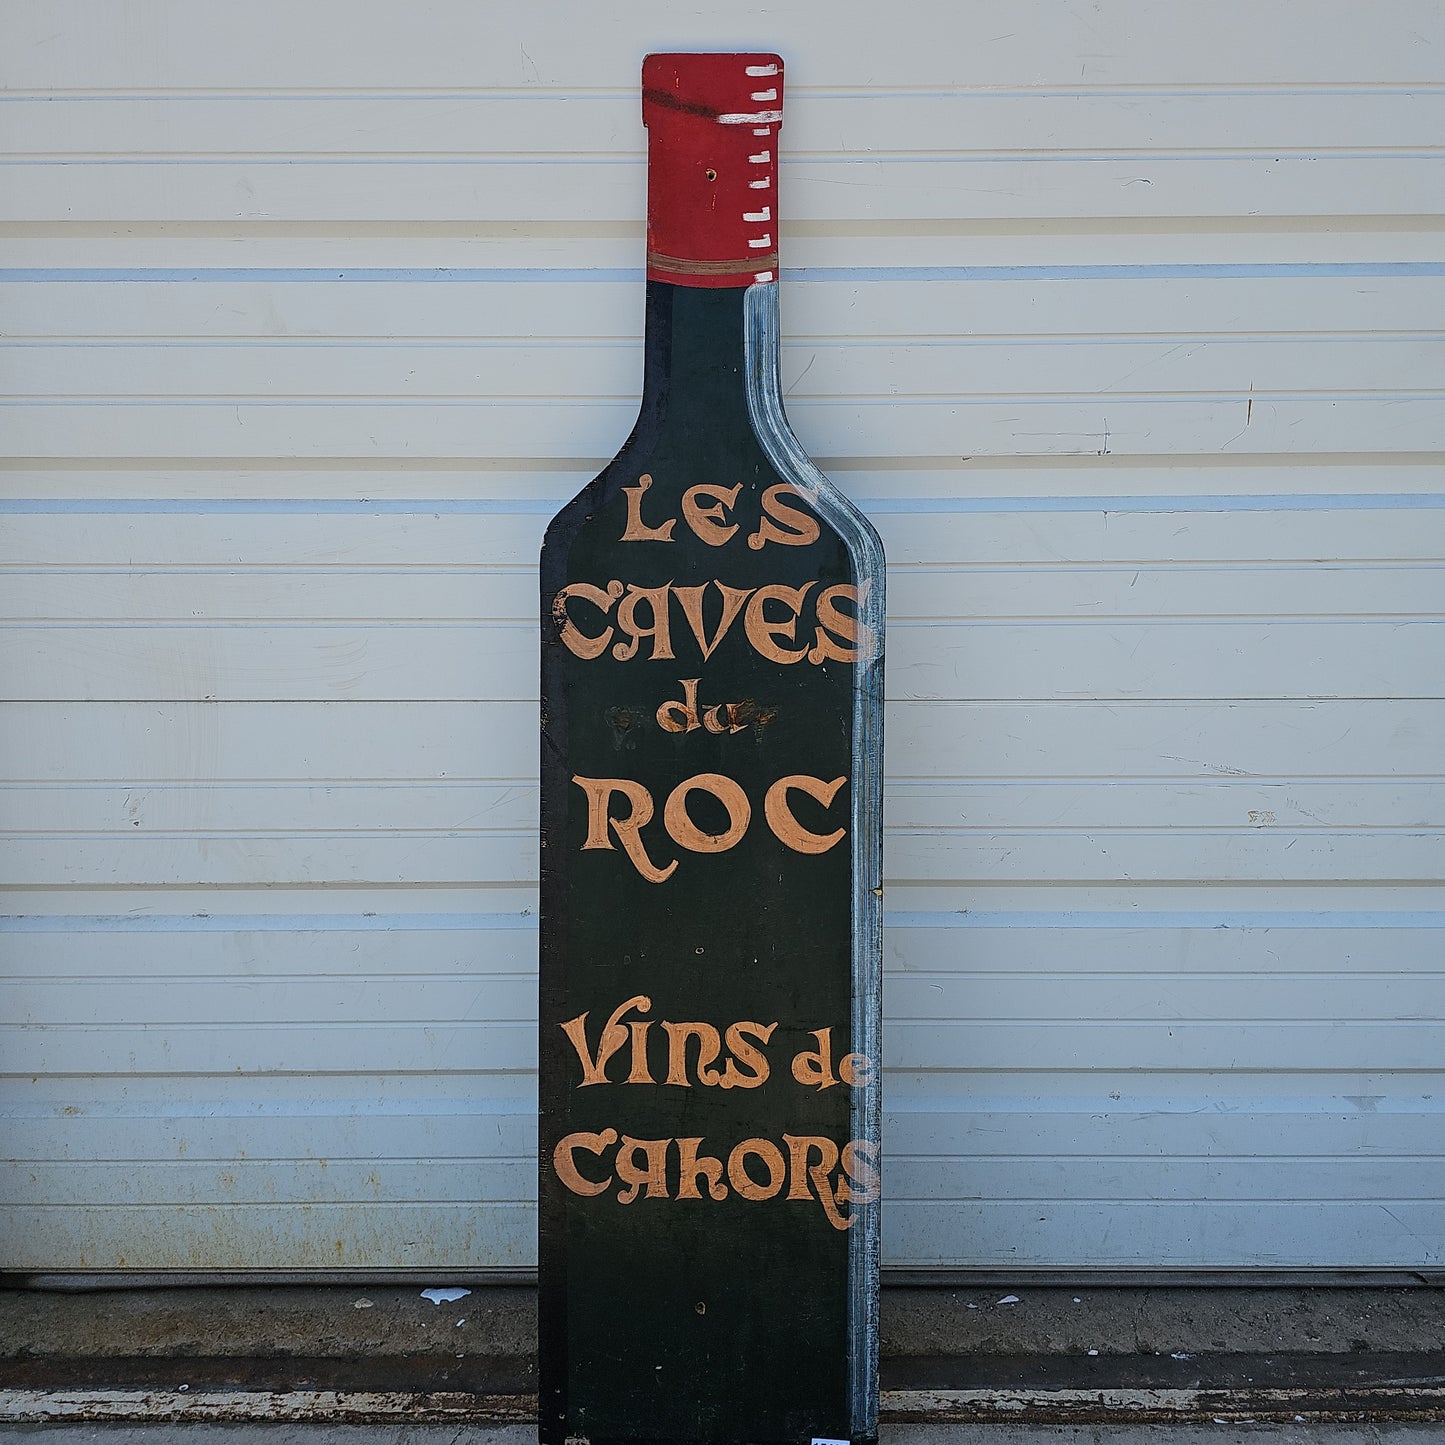 LES
CAVES
du
ROC
VINS de
CAhORS